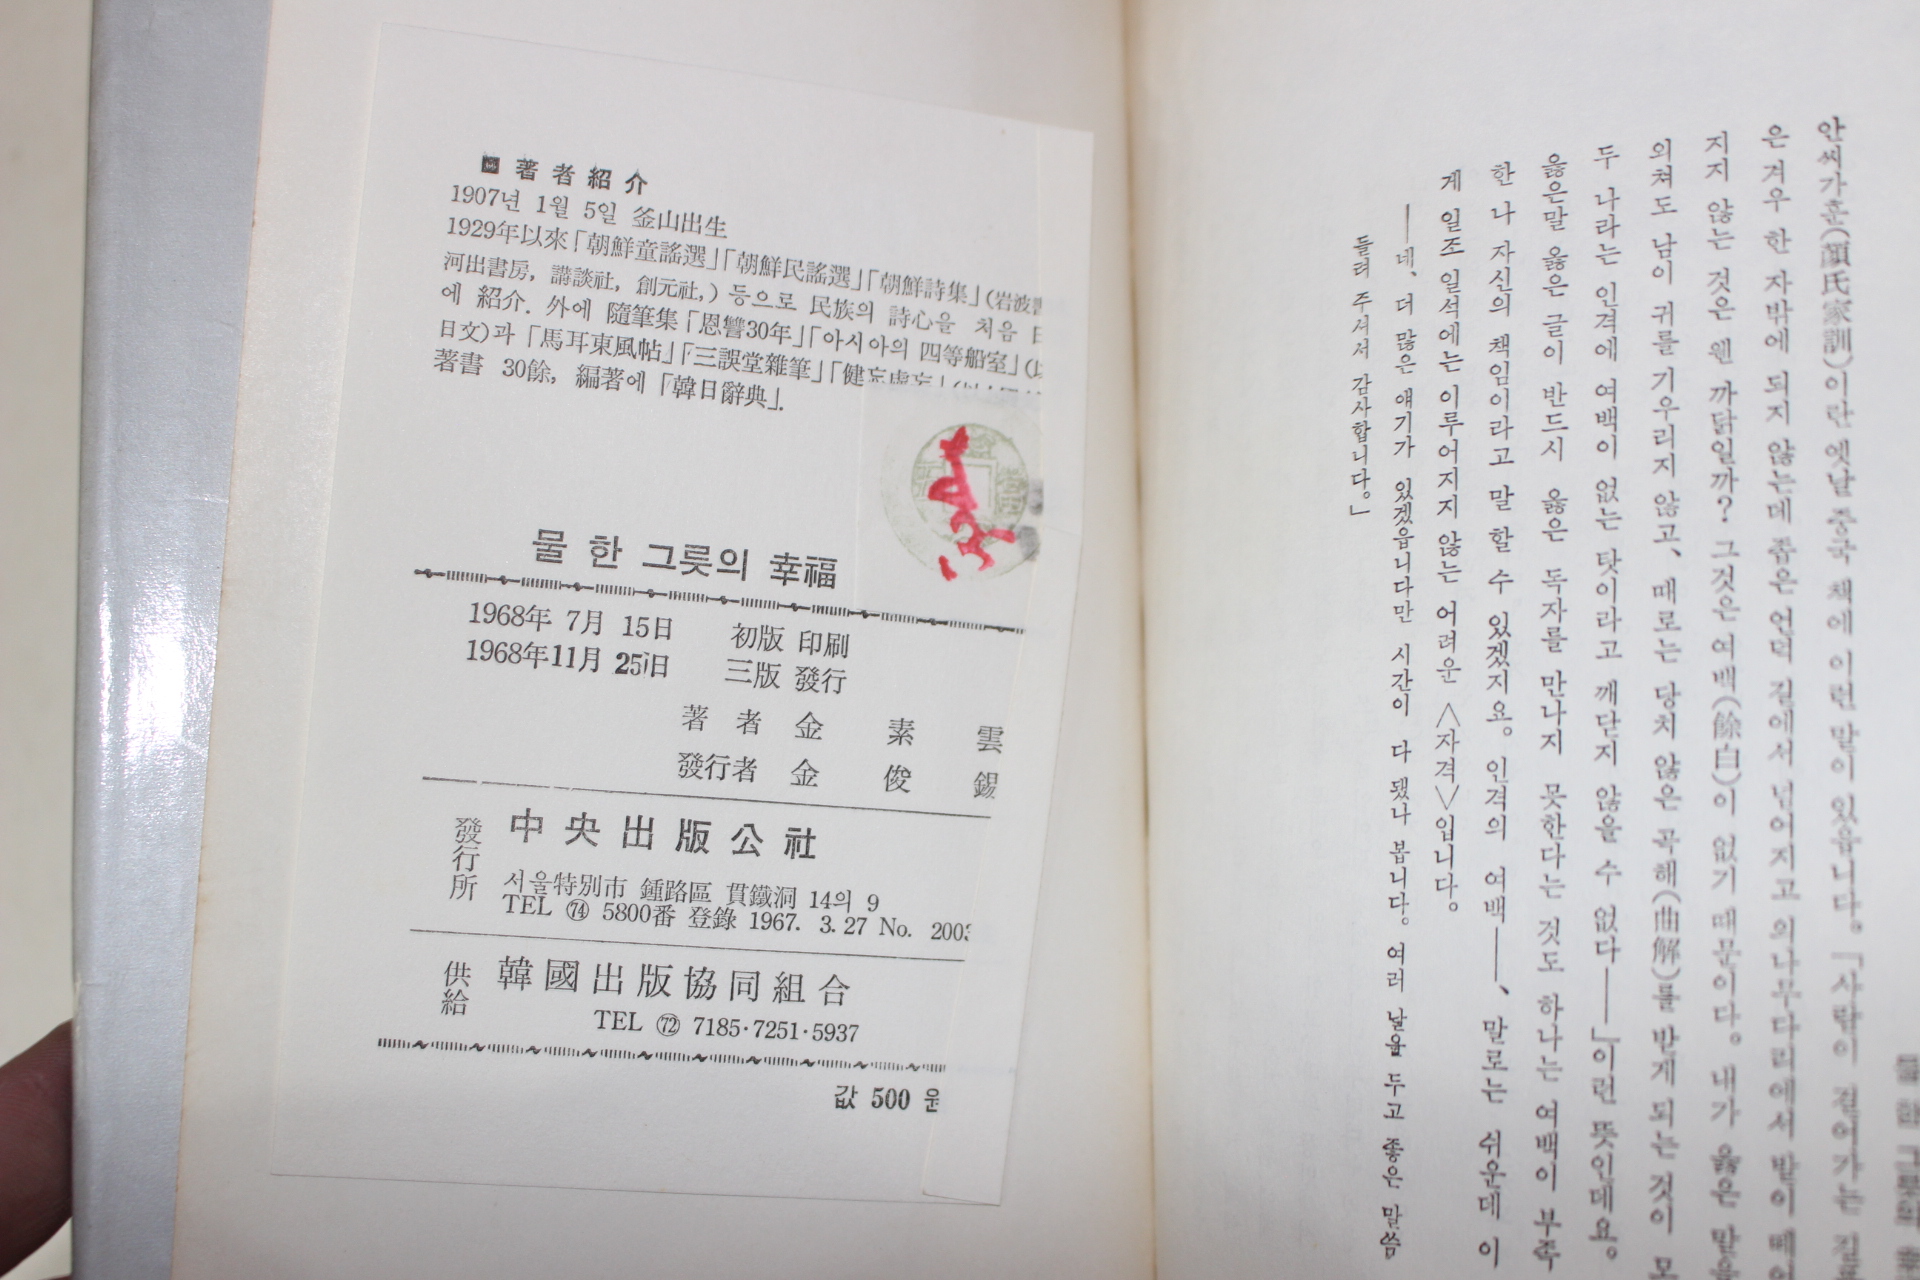 著者紹介
1907년 1월 5일 釜山出生
1929年以來「朝鮮童謠選」「朝鮮民謠選」「朝鮮詩集」(岩波
河出書房, 講談社, 創元社,) 등으로 民族의 詩心을 처음 日
에 紹介. 外에 隨筆集「恩讐30年」「아시아의 四等船室」(以
日文)과 「馬耳東風帖」「三誤堂雜筆」「健忘虛妄」
著書 30餘, 編著에 「韓日辭典」.
물 한 그릇의 幸福
1968年 7月 15日 初版 印刷
1968年11月 25日 三版 發行
著者 金素雲
發行者 金俊錫
發行所 中央出版公社
서울特別市 鍾路區 貫鐵洞 14의 9
TEL ㉔ 5800番 登錄 1967. 3. 27 No. 2003
供給 韓國出版協同組合
TEL 72 7185·7251·5937
값 500 원
안씨가훈(顔氏家訓)이란 옛날 중국 책에 이런 말이 있읍니다. 『사람이 걸어가는 길
은 겨우 한 자밖에 되지 않는데 좁은 언덕 길에서 넘어지고 외나무다리에서 발이
지지 않는 것은 웬 까닭일까? 그것은 여백(餘白)이 없기 때문이다. 내가 옳은 말을
외쳐도 남이 귀를 기우리지 않고、때로는 당치 않은 곡해(曲解)를 받게 되는 것이 모
두 나라는 인격에 여백이 없는 탓이라고 깨닫지 않을 수 없다――』이런 뜻인데요.
옳은말 옳은 글이 반드시 옳은 독자를 만나지 못한다는 것도 하나는 여백이 부족
한 나 자신의 책임이라고 말 할 수 있겠지요. 인격의 여백――、말로는 쉬운데 이
게 일조 일석에는 이루어지지 않는 어려운 〈자격〉입니다.
――네、더 많은 얘기가 있겠읍니다만 시간이 다 됐나 봅니다. 여러 날을 두고 좋은 말씀
들려 주셔서 감사합니다.」
물 한 그릇의 幸